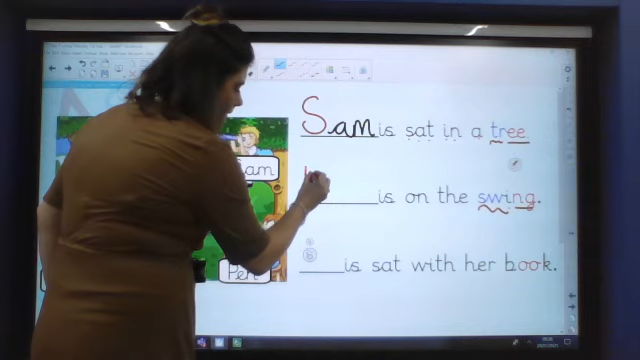 Sam is sat in a tree.
is on the swing.
is sat with her book.
Sam
Pen